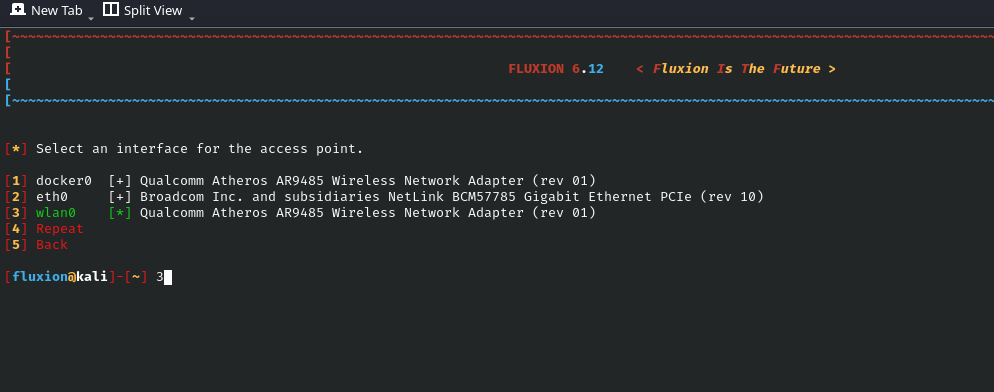 New Tab Split View
[~~~~~~~~~~~~~~~~~~~~~~~~~~~~~~~~~~~~~~~~~~~~~~~~~~~~~~~~~~~~~~~~~~~~~~~~~~~~~~~~~~~~~~~~~~~~~~~~~~~~~~~~~~~~~~~~~~~~~~~~~~~
[
[ FLUXION 6.12 < Fluxion Is The Future >
[
[~~~~~~~~~~~~~~~~~~~~~~~~~~~~~~~~~~~~~~~~~~~~~~~~~~~~~~~~~~~~~~~~~~~~~~~~~~~~~~~~~~~~~~~~~~~~~~~~~~~~~~~~~~~~~~~~~~~~~~~~~~~
[*] Select an interface for the access point.
[1] docker0 [+] Qualcomm Atheros AR9485 Wireless Network Adapter (rev 01)
[2] eth0 [+] Broadcom Inc. and subsidiaries NetLink BCM57785 Gigabit Ethernet PCIe (rev 10)
[3] wlan0 [*] Qualcomm Atheros AR9485 Wireless Network Adapter (rev 01)
[4] Repeat
[5] Back
[fluxion@kali]-[~] 3